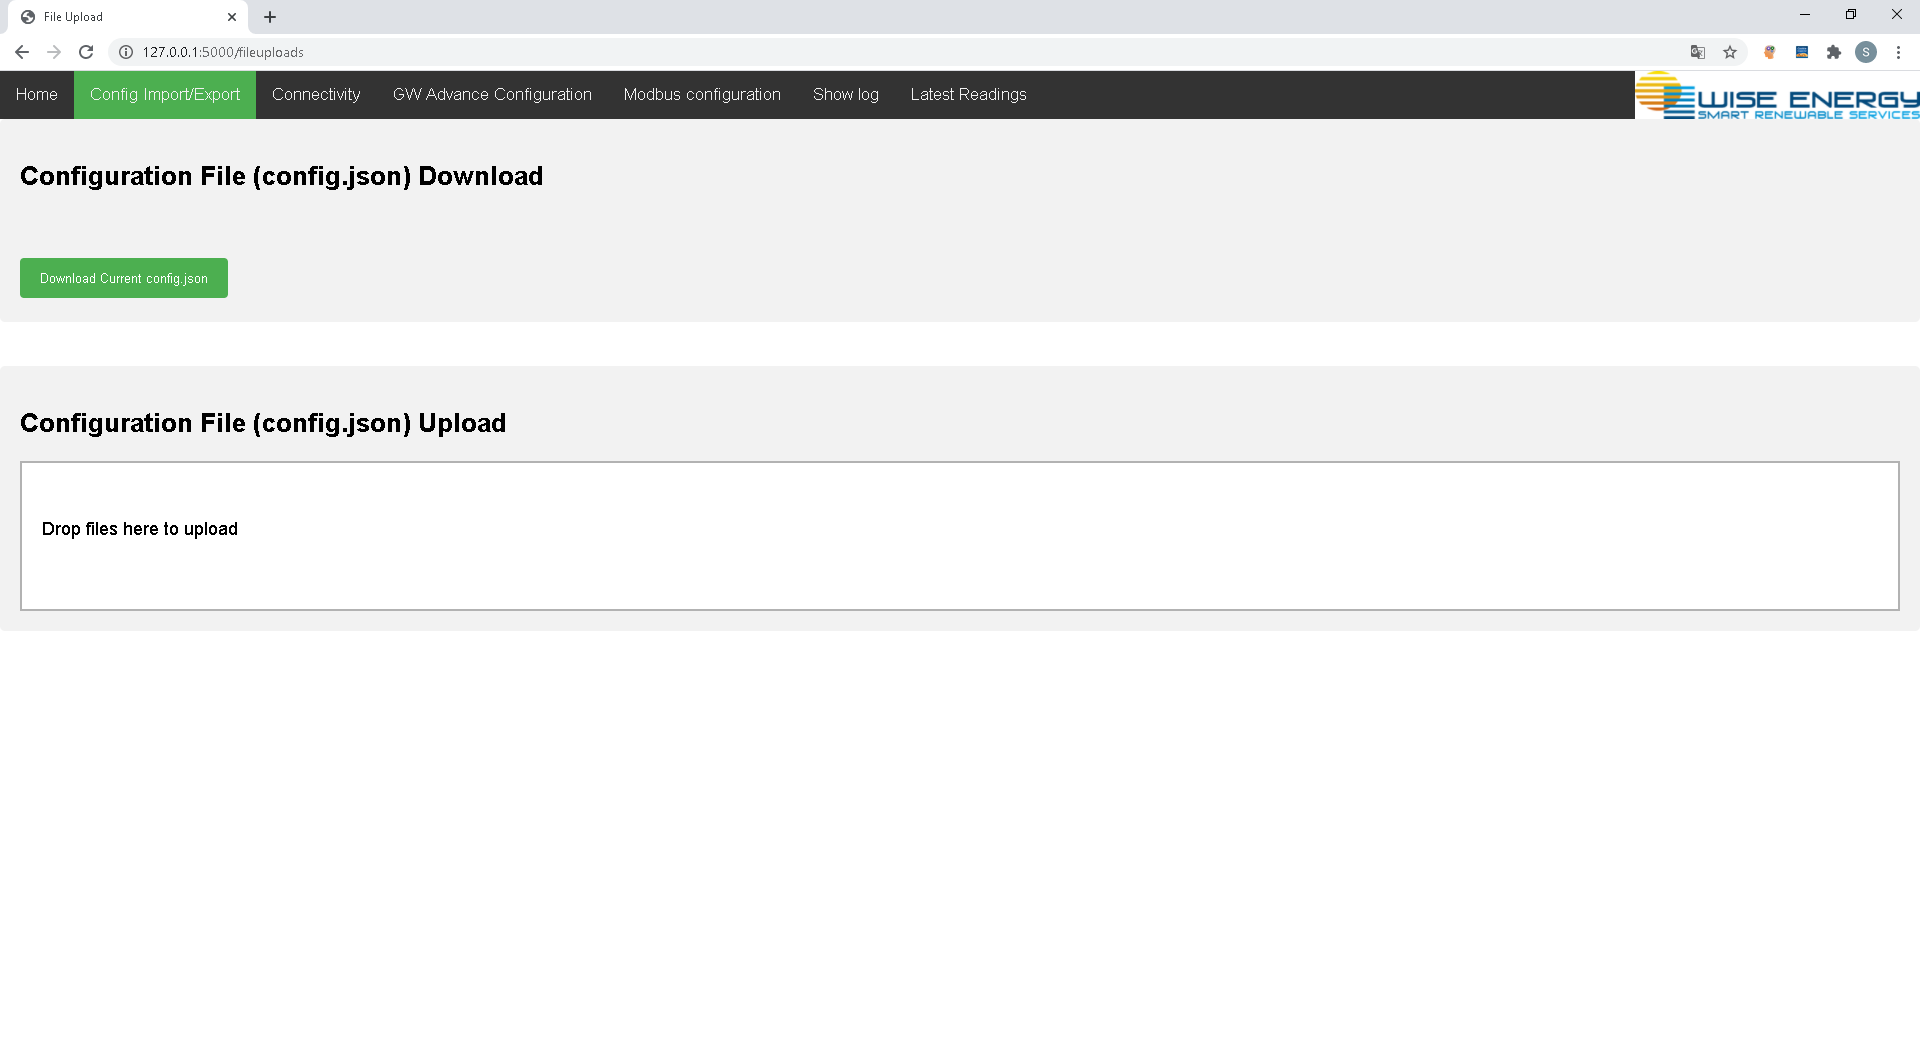 File Upload
127.0.0.1:5000/fileuploads
S
Home Config Import/Export Connectivity GW Advance Configuration Modbus configuration Show log Latest Readings
WISE ENERGY
SMART RENEWABLE SERVICES
Configuration File (config.json) Download
Download Current config.json
Configuration File (config.json) Upload
Drop files here to upload